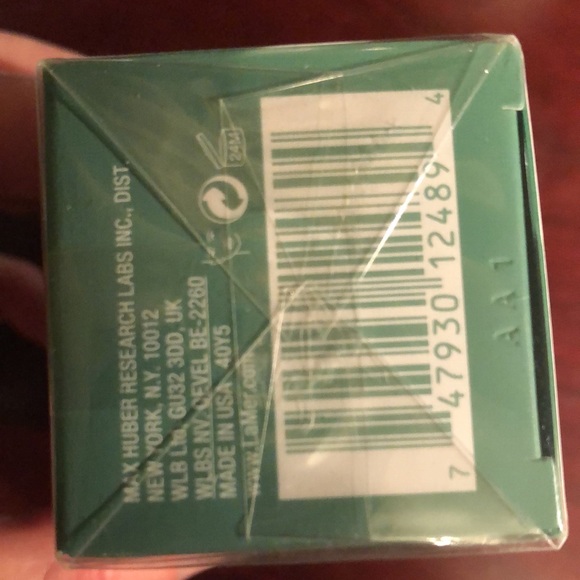 MAX HUBER RESEARCH LABS INC., DIST.
NEW YORK, N.Y. 10012
WLB Ltd, GU32 3DD, UK
WLBS NV, OEVEL BE-2260
MADE IN USA 40Y5
www.LaMer.com
24M
7 47930 12489 4
AA1